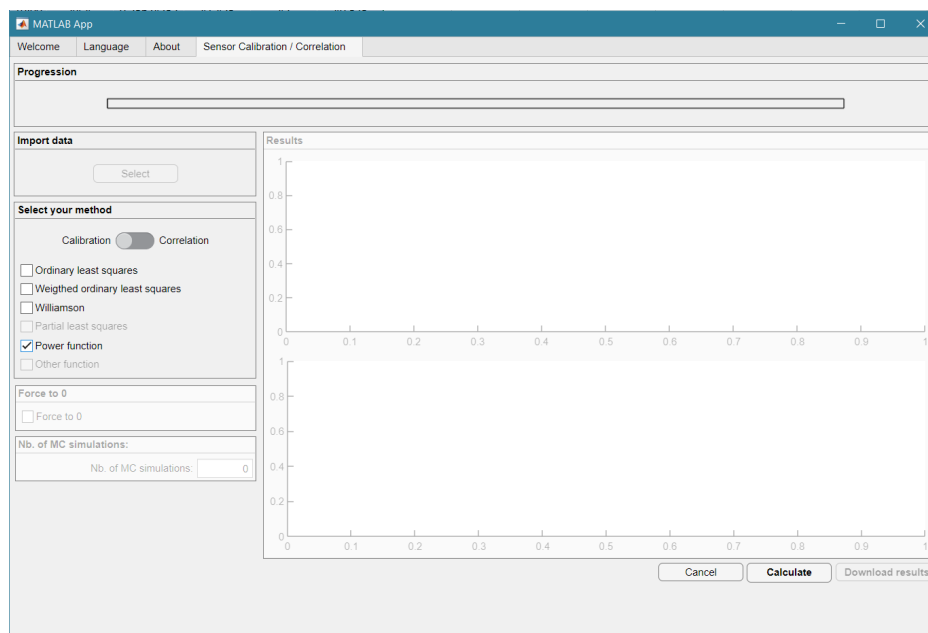 MATLAB App
Welcome Language About Sensor Calibration / Correlation
Progression
Import data
Select
Select your method
Calibration Correlation
Ordinary least squares
Weigthed ordinary least squares
Williamson
Partial least squares
Power function
Other function
Force to 0
Force to 0
Nb. of MC simulations:
Nb. of MC simulations: 0
Results
1
0.8
0.6
0.4
0.2
0
0 0.1 0.2 0.3 0.4 0.5 0.6 0.7 0.8 0.9 1
1
0.8
0.6
0.4
0.2
0
0 0.1 0.2 0.3 0.4 0.5 0.6 0.7 0.8 0.9 1
Cancel Calculate Download results